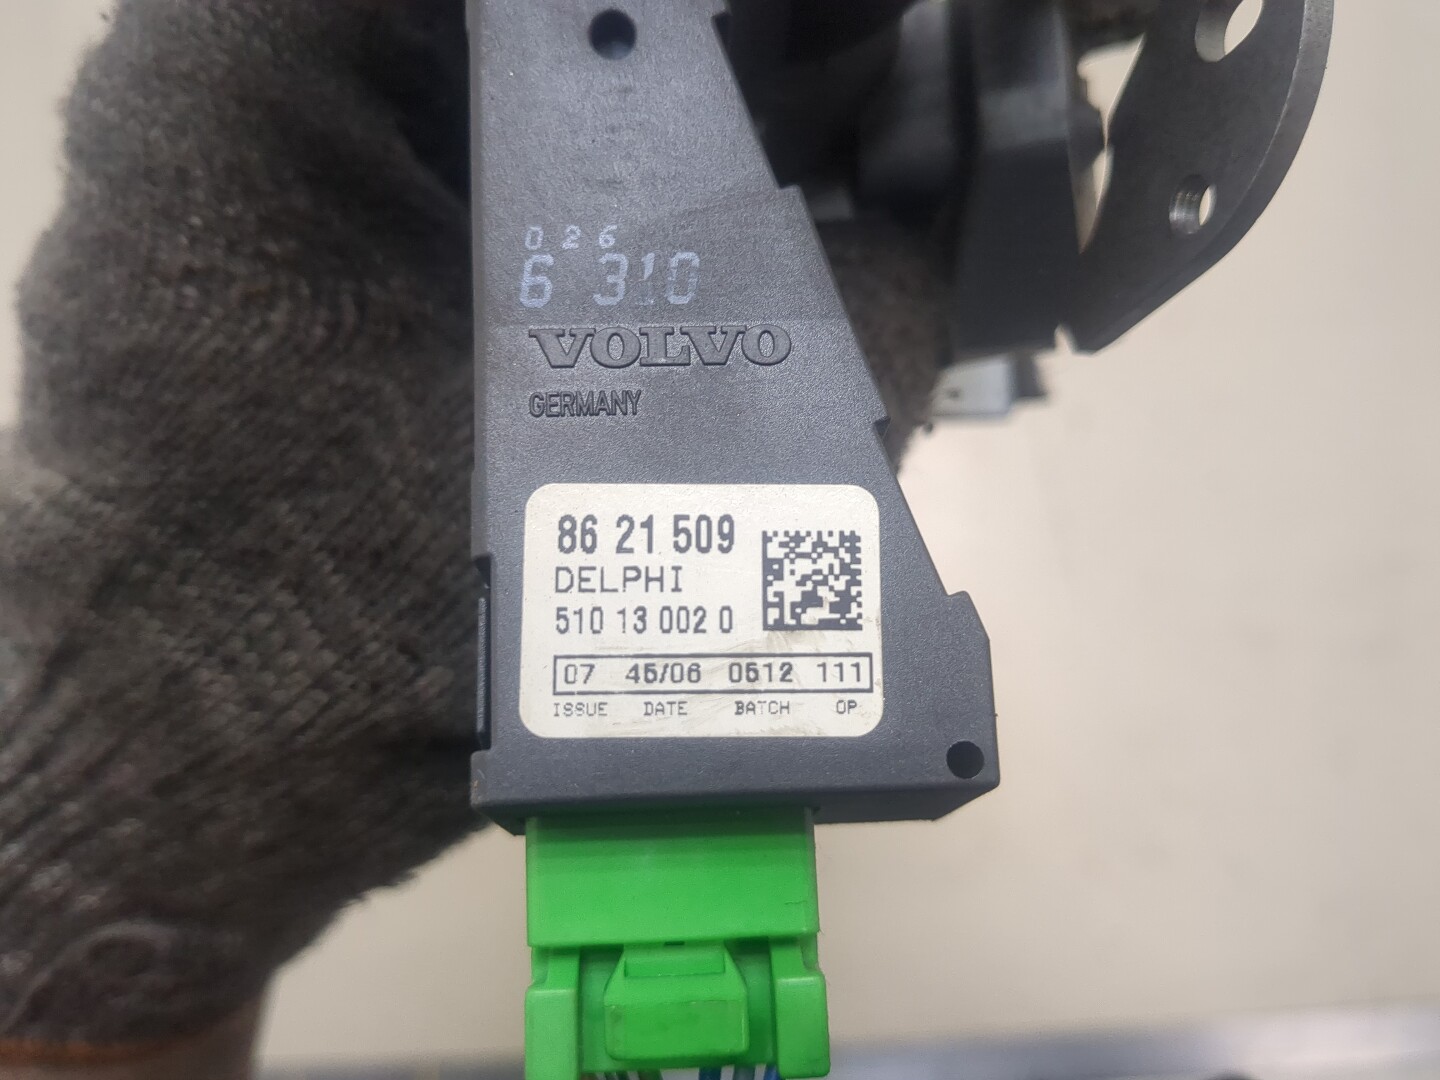 026
6 310
VOLVO
GERMANY
86 21 509
DELPHI
510 13 002 0
07 45/06 0512 111
ISSUE DATE BATCH OP